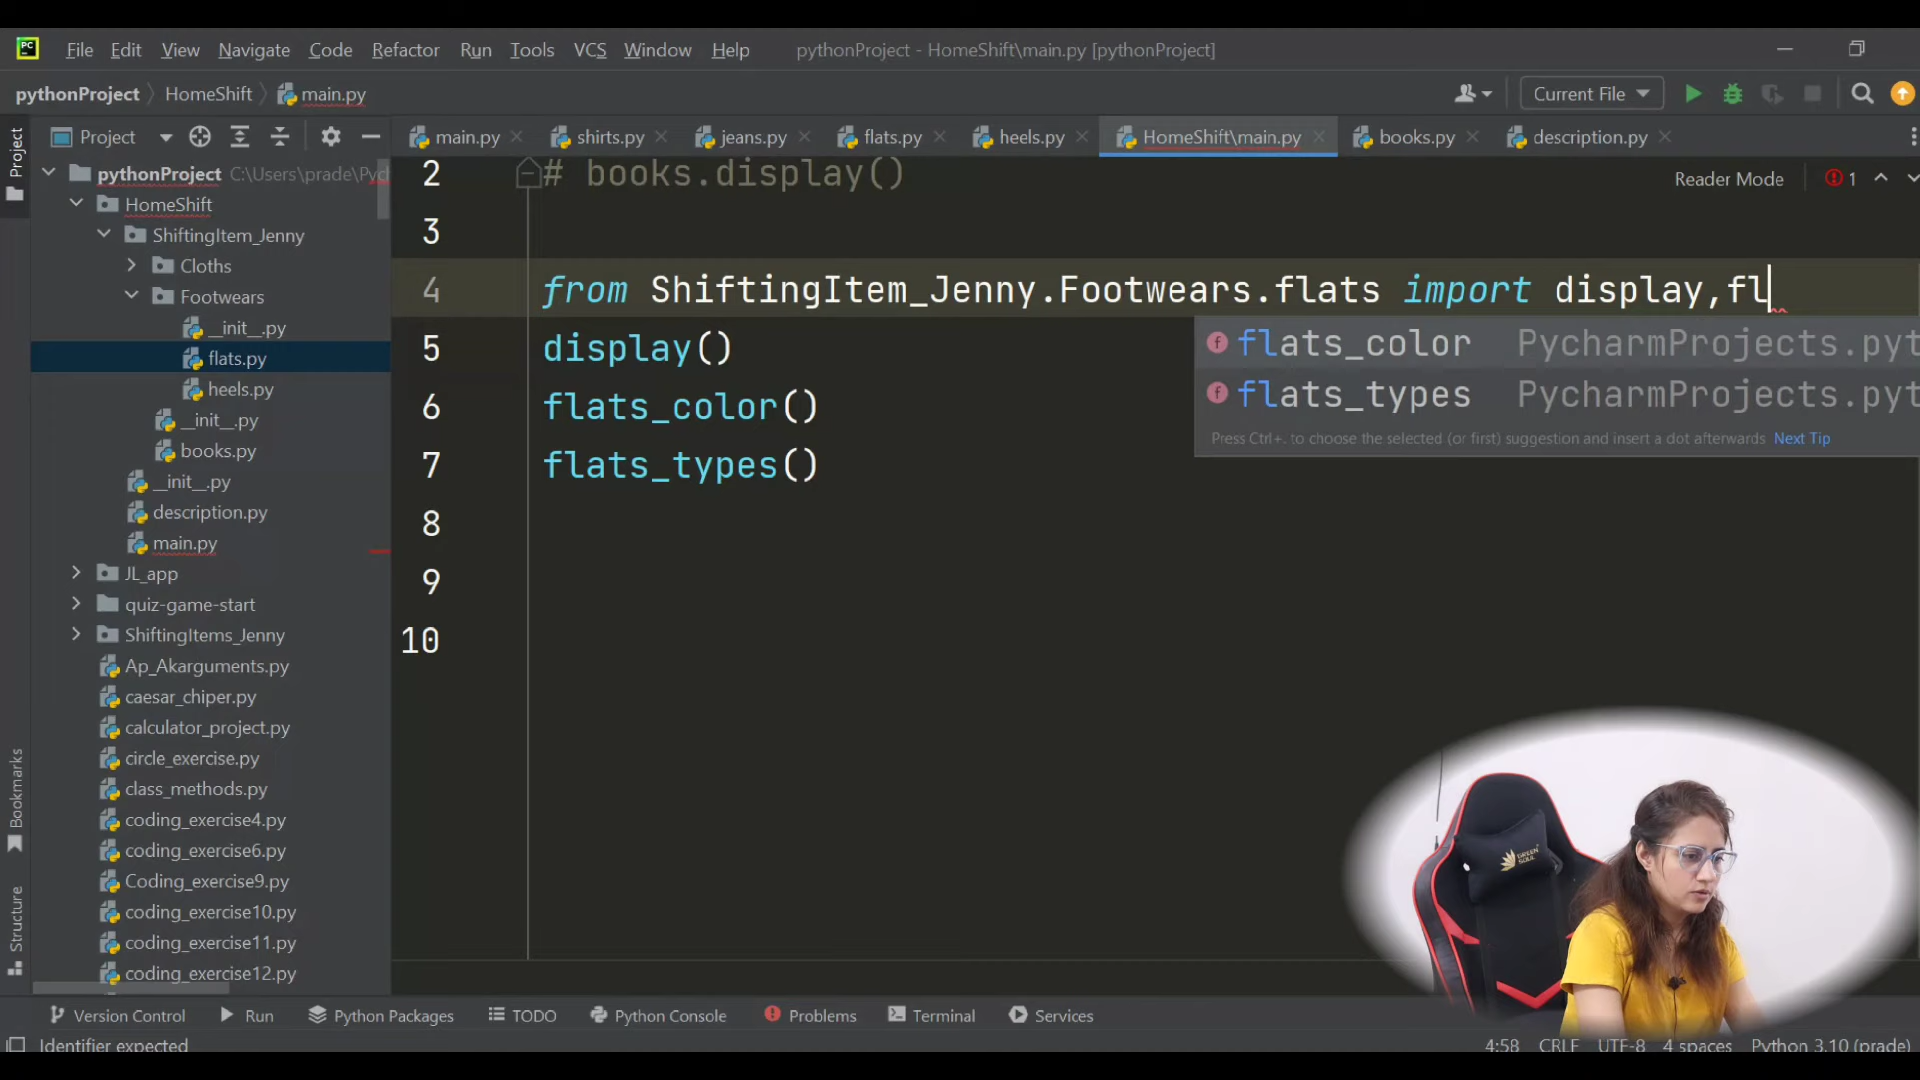 PC File Edit View Navigate Code Refactor Run Tools VCS Window Help pythonProject - HomeShift\main.py [pythonProject]
pythonProject HomeShift main.py Current File
Project main.py shirts.py jeans.py flats.py heels.py HomeShift\main.py books.py description.py
Project
pythonProject C:\Users\prade\Pyc
HomeShift
ShiftingItem_Jenny
Cloths
Footwears
__init__.py
flats.py
heels.py
__init__.py
books.py
__init__.py
description.py
main.py
JL_app
quiz-game-start
ShiftingItems_Jenny
Ap_Akarguments.py
caesar_chiper.py
calculator_project.py
circle_exercise.py
class_methods.py
coding_exercise4.py
coding_exercise6.py
Coding_exercise9.py
coding_exercise10.py
coding_exercise11.py
coding_exercise12.py
Bookmarks
Structure
2 # books.display()
Reader Mode 1
3
4 from ShiftingItem_Jenny.Footwears.flats import display,fl
5 display()
6 flats_color()
7 flats_types()
8
9
10
f flats_color PycharmProjects.pyt
f flats_types PycharmProjects.pyt
Press Ctrl+. to choose the selected (or first) suggestion and insert a dot afterwards Next Tip
GREEN SOUL
Version Control Run Python Packages TODO Python Console Problems Terminal Services
Identifier expected 4:58 CRLF UTF-8 4 spaces Python 3.10 (prade)